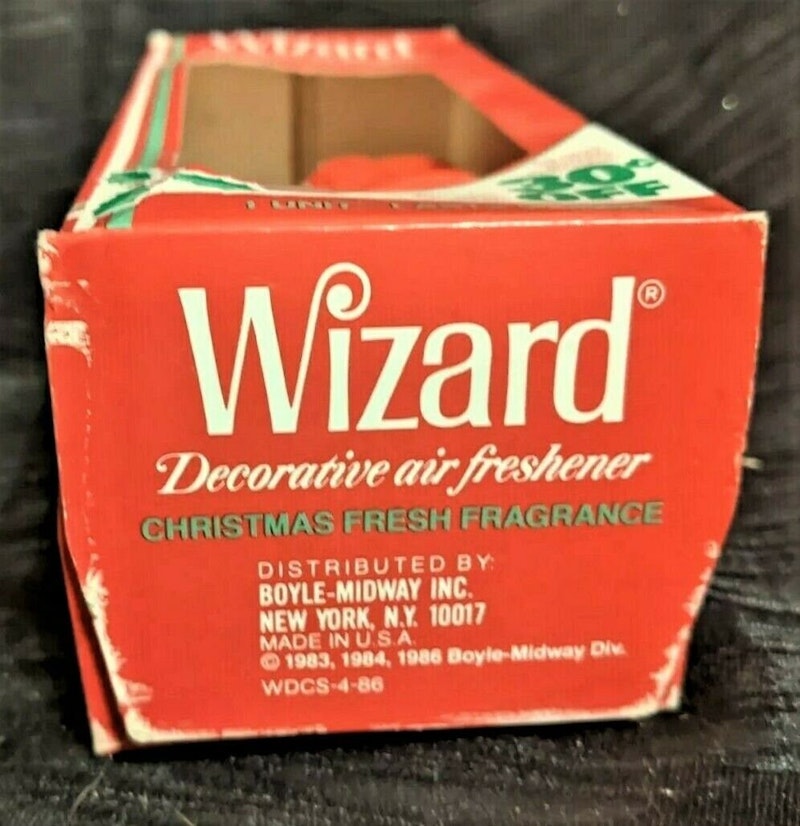 Wizard
Wizard®
Decorative air freshener
CHRISTMAS FRESH FRAGRANCE
DISTRIBUTED BY:
BOYLE-MIDWAY INC.
NEW YORK, N.Y. 10017
MADE IN U.S.A.
© 1983, 1984, 1986 Boyle-Midway Div.
WDCS-4-86